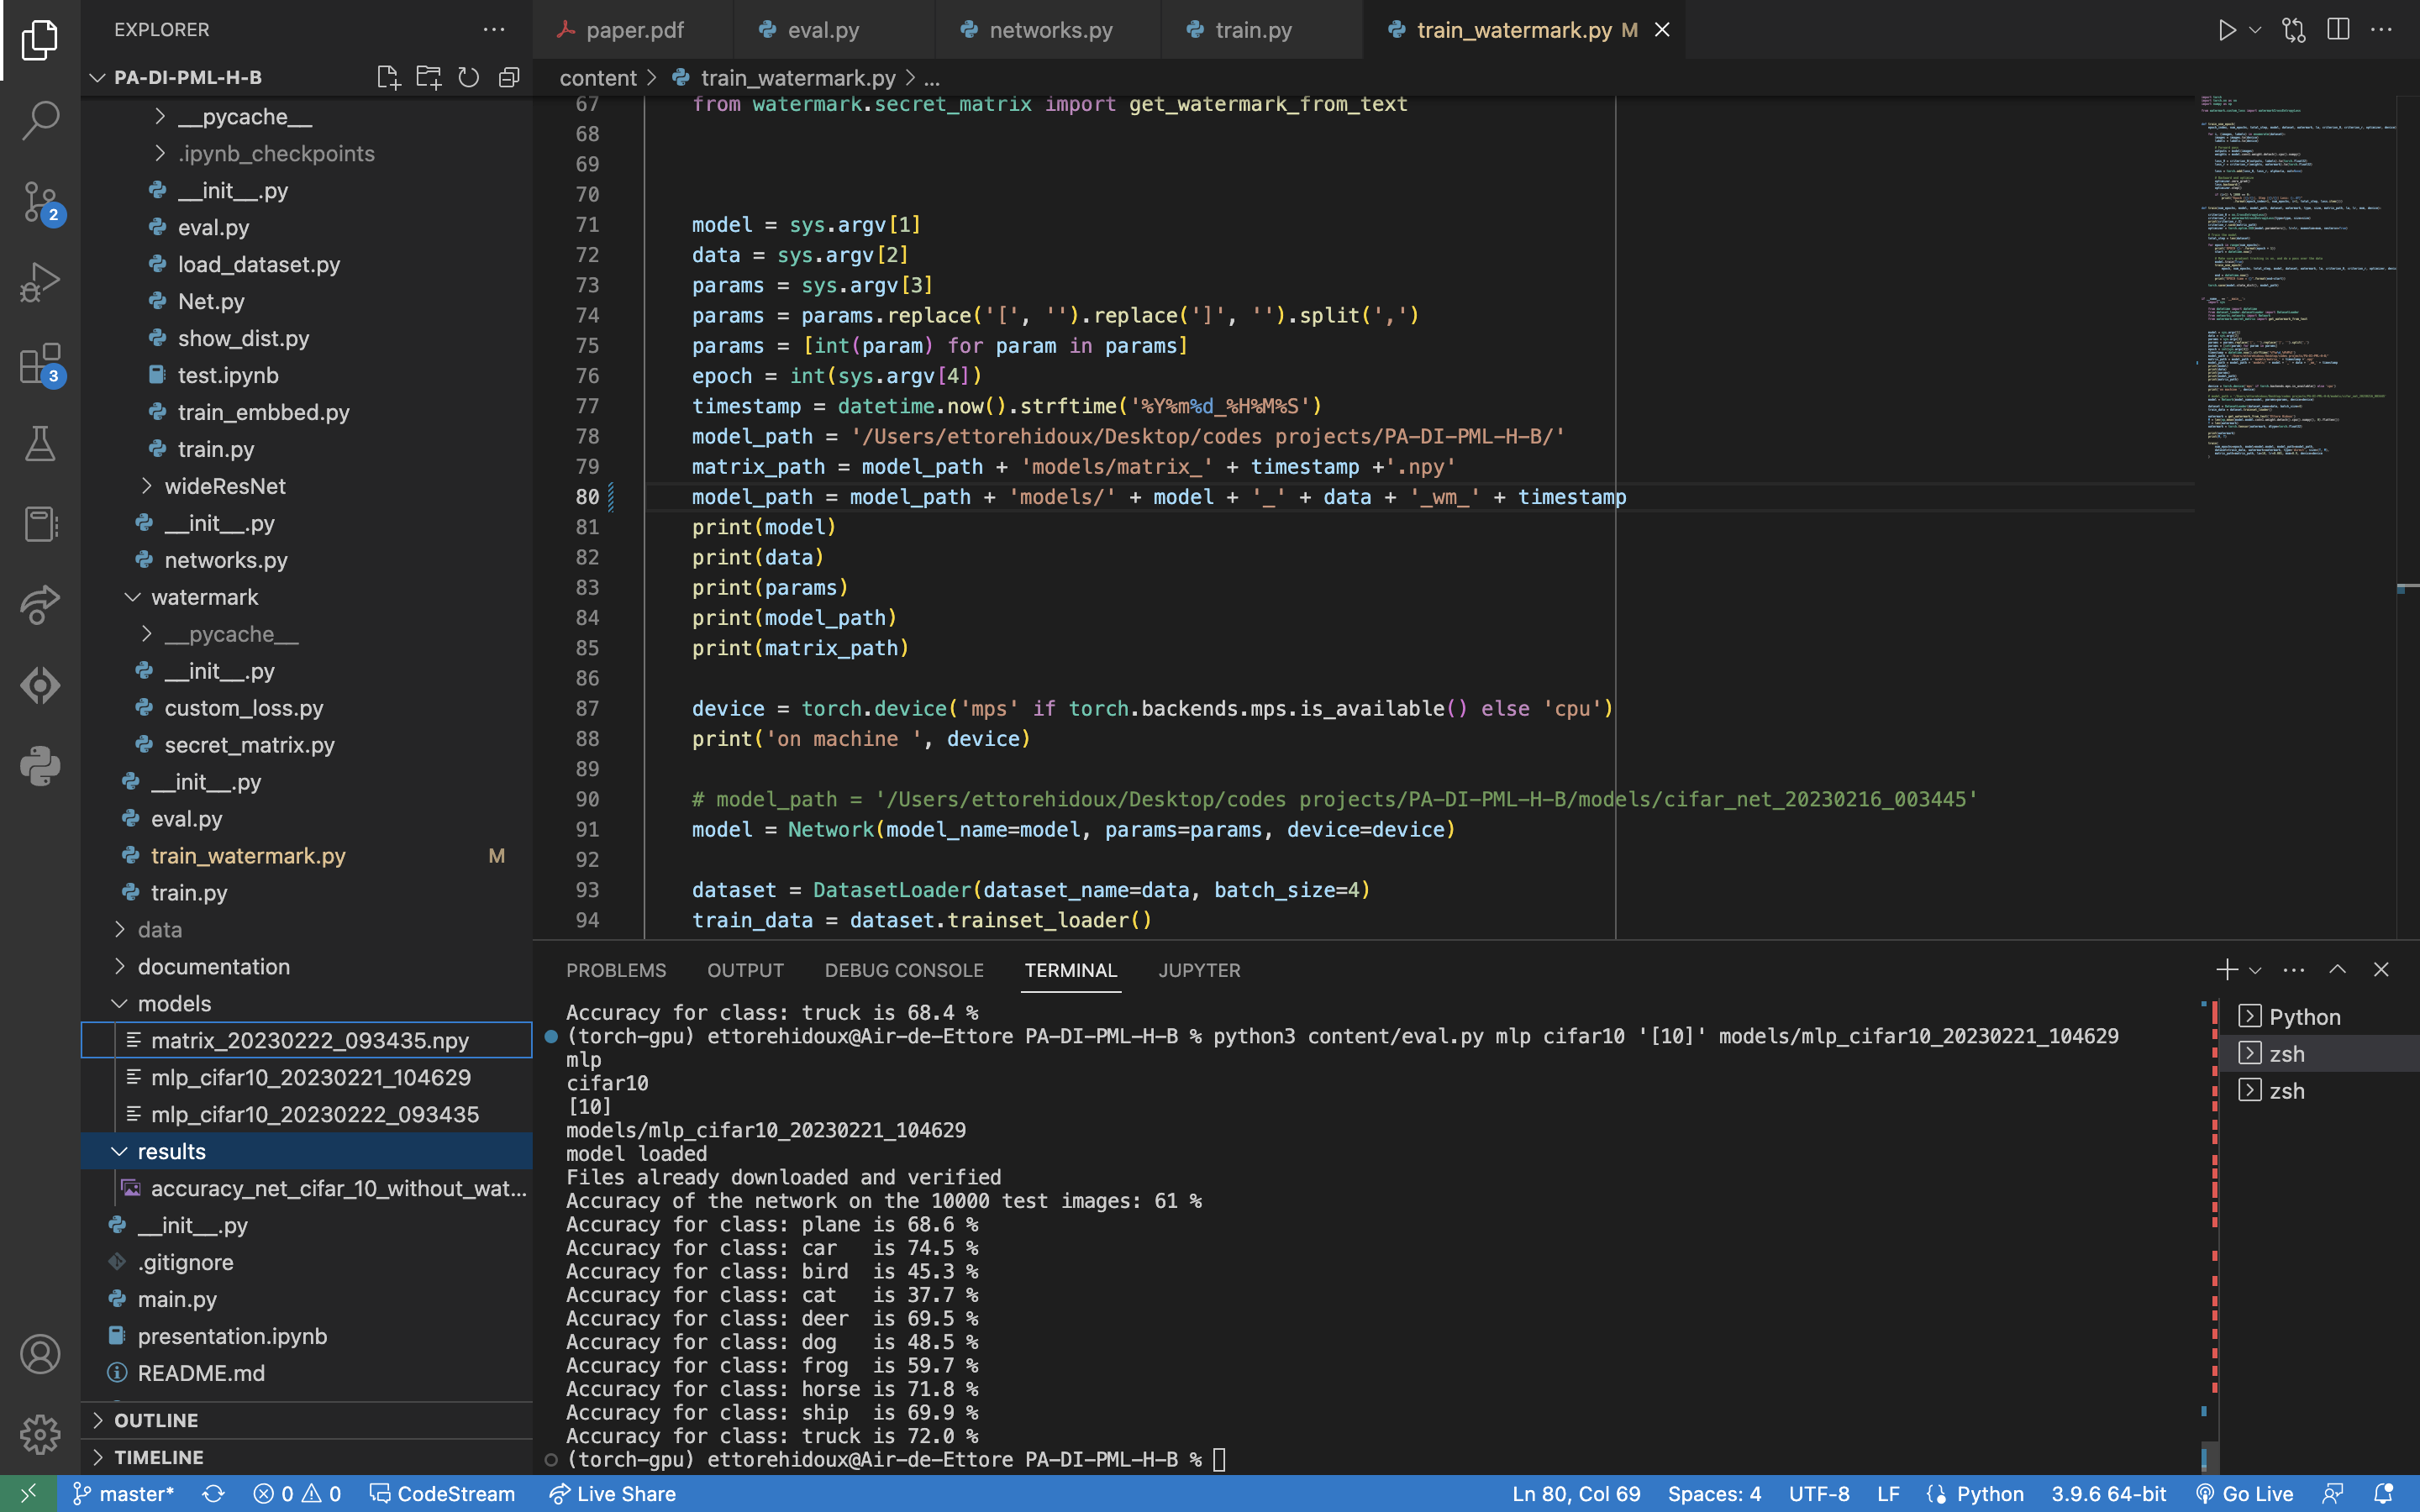 EXPLORER
PA-DI-PML-H-B
__pycache__
.ipynb_checkpoints
__init__.py
eval.py
load_dataset.py
Net.py
show_dist.py
test.ipynb
train_embbed.py
train.py
wideResNet
__init__.py
networks.py
watermark
__pycache__
__init__.py
custom_loss.py
secret_matrix.py
__init__.py
eval.py
train_watermark.py M
train.py
data
documentation
models
matrix_20230222_093435.npy
mlp_cifar10_20230221_104629
mlp_cifar10_20230222_093435
results
accuracy_net_cifar_10_without_wat...
__init__.py
.gitignore
main.py
presentation.ipynb
README.md
OUTLINE
TIMELINE
2
3
paper.pdf eval.py networks.py train.py train_watermark.py M
content > train_watermark.py > ...
67 from watermark.secret_matrix import get_watermark_from_text
68
69
70
71 model = sys.argv[1]
72 data = sys.argv[2]
73 params = sys.argv[3]
74 params = params.replace('[', '').replace(']', '').split(',')
75 params = [int(param) for param in params]
76 epoch = int(sys.argv[4])
77 timestamp = datetime.now().strftime('%Y%m%d_%H%M%S')
78 model_path = '/Users/ettorehidoux/Desktop/codes projects/PA-DI-PML-H-B/'
79 matrix_path = model_path + 'models/matrix_' + timestamp +'.npy'
80 model_path = model_path + 'models/' + model + '_' + data + '_wm_' + timestamp
81 print(model)
82 print(data)
83 print(params)
84 print(model_path)
85 print(matrix_path)
86
87 device = torch.device('mps' if torch.backends.mps.is_available() else 'cpu')
88 print('on machine ', device)
89
90 # model_path = '/Users/ettorehidoux/Desktop/codes projects/PA-DI-PML-H-B/models/cifar_net_20230216_003445'
91 model = Network(model_name=model, params=params, device=device)
92
93 dataset = DatasetLoader(dataset_name=data, batch_size=4)
94 train_data = dataset.trainset_loader()
PROBLEMS OUTPUT DEBUG CONSOLE TERMINAL JUPYTER
Accuracy for class: truck is 68.4 %
(torch-gpu) ettorehidoux@Air-de-Ettore PA-DI-PML-H-B % python3 content/eval.py mlp cifar10 '[10]' models/mlp_cifar10_20230221_104629
mlp
cifar10
[10]
models/mlp_cifar10_20230221_104629
model loaded
Files already downloaded and verified
Accuracy of the network on the 10000 test images: 61 %
Accuracy for class: plane is 68.6 %
Accuracy for class: car is 74.5 %
Accuracy for class: bird is 45.3 %
Accuracy for class: cat is 37.7 %
Accuracy for class: deer is 69.5 %
Accuracy for class: dog is 48.5 %
Accuracy for class: frog is 59.7 %
Accuracy for class: horse is 71.8 %
Accuracy for class: ship is 69.9 %
Accuracy for class: truck is 72.0 %
(torch-gpu) ettorehidoux@Air-de-Ettore PA-DI-PML-H-B %
Python
zsh
zsh
master* 0 0 CodeStream Live Share Ln 80, Col 69 Spaces: 4 UTF-8 LF Python 3.9.6 64-bit Go Live